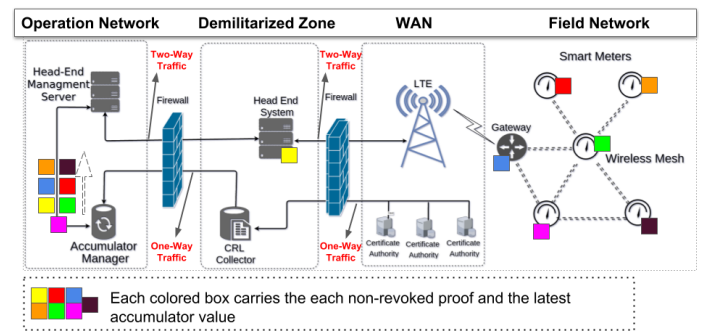 Operation Network
Demilitarized Zone
WAN
Field Network
Two-Way
Traffic
Two-Way
Traffic
Smart Meters
Head-End
Managment
Server
Firewall
Head End
System
Firewall
LTE
Gateway
Wireless Mesh
Accumulator
Manager
One-Way
Traffic
CRL
Collector
One-Way
Traffic
Certificate
Authority
Certificate
Authority
Certificate
Authority
Each colored box carries the each non-revoked proof and the latest
accumulator value